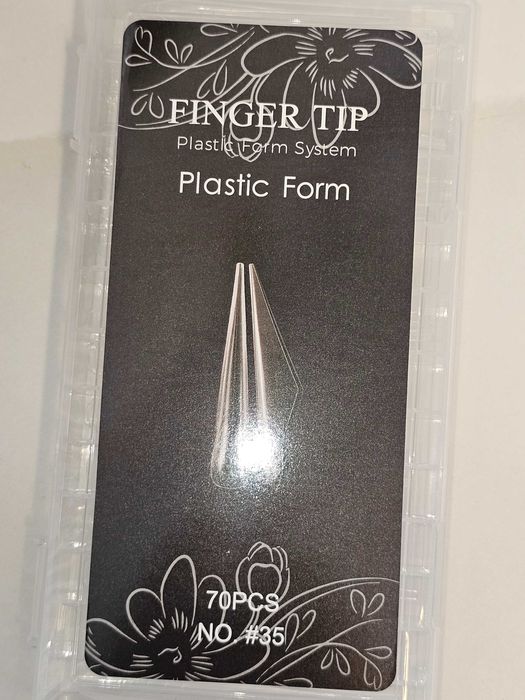 FINGER TIP
Plastic Form System
Plastic Form
70PCS
NO. #35